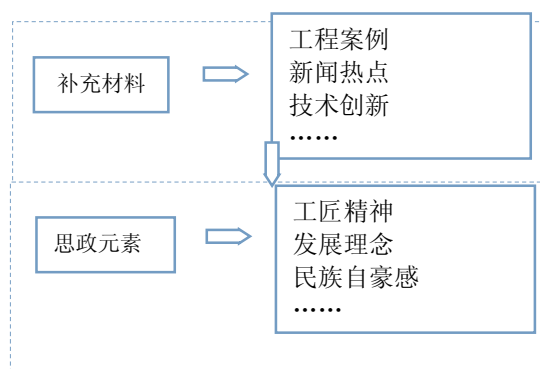 补充材料
工程案例
新闻热点
技术创新
……
思政元素
工匠精神
发展理念
民族自豪感
……